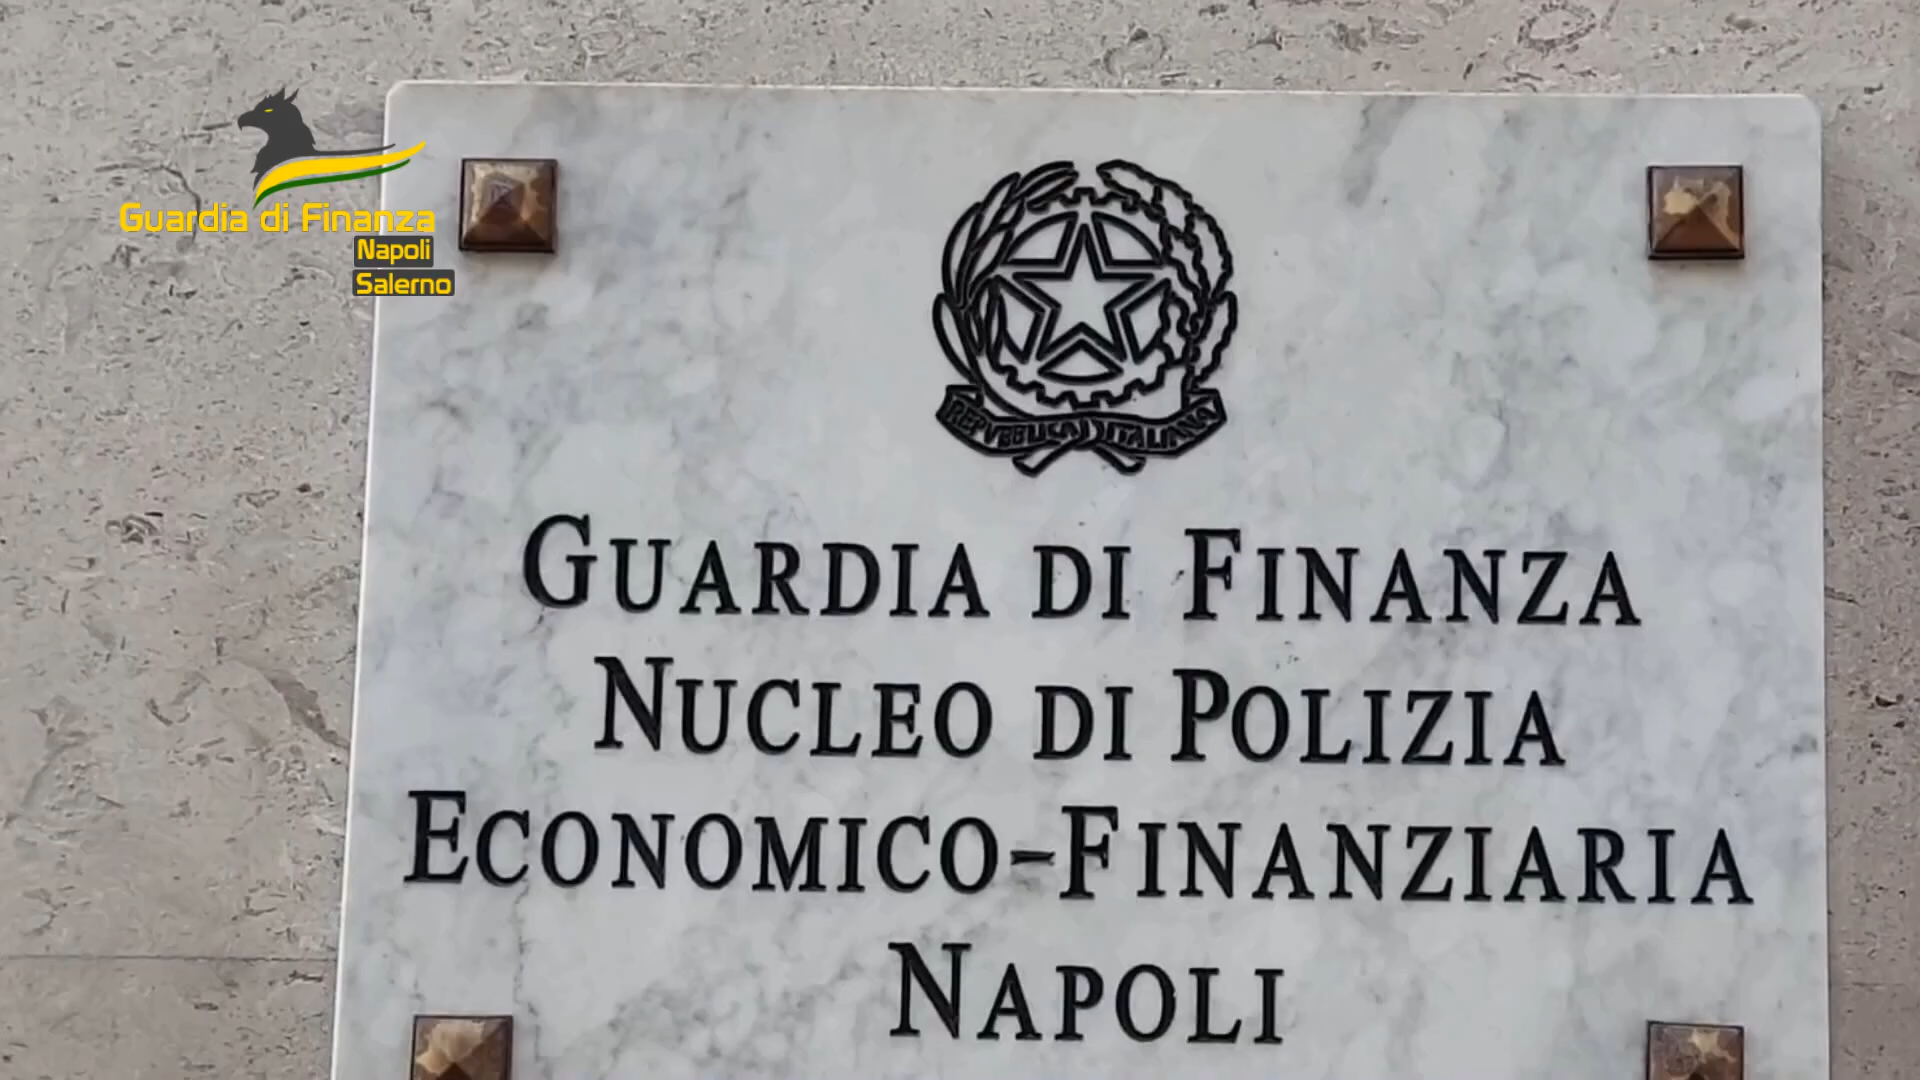 Guardia di Finanza
Napoli
Salerno
REPVBBLICA ITALIANA
GUARDIA DI FINANZA
NUCLEO DI POLIZIA
ECONOMICO-FINANZIARIA
NAPOLI